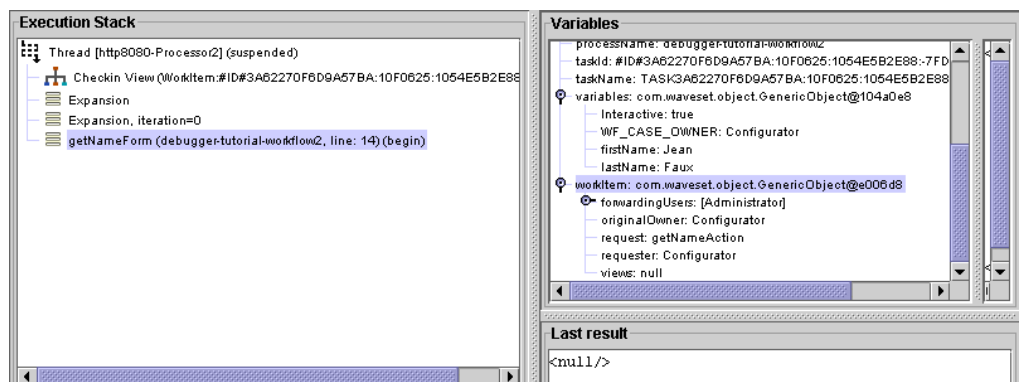 Execution Stack
Thread [http8080-Processor2] (suspended)
Checkin View (WorkItem:#ID#3A62270F6D9A57BA:10F0625:1054E5B2E88
Expansion
Expansion, iteration=0
getNameForm (debugger-tutorial-workflow2, line: 14) (begin)
Variables
processName: debugger-tutorial-workflow2
taskId: #ID#3A62270F6D9A57BA:10F0625:1054E5B2E88:-7FD
taskName: TASK3A62270F6D9A57BA:10F0625:1054E5B2E88
variables: com.waveset.object.GenericObject@104a0e8
Interactive: true
WF_CASE_OWNER: Configurator
firstName: Jean
lastName: Faux
workItem: com.waveset.object.GenericObject@e006d8
forwardingUsers: [Administrator]
originalOwner: Configurator
request: getNameAction
requester: Configurator
views: null
Last result
<null/>